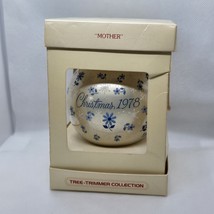 "MOTHER"
Christmas, 1978
TREE-TRIMMER COLLECTION